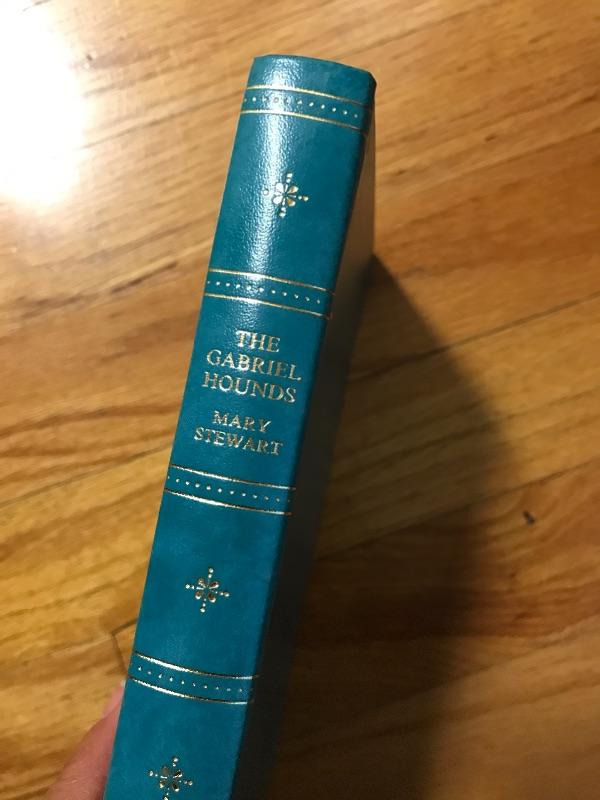 THE
GABRIEL
HOUNDS
MARY
STEWART